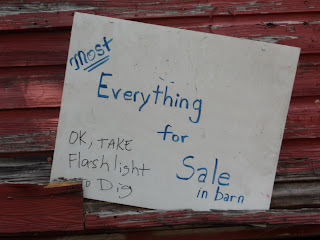 Most
Everything
for
Sale
in barn
OK, TAKE
Flashlight
to Dig